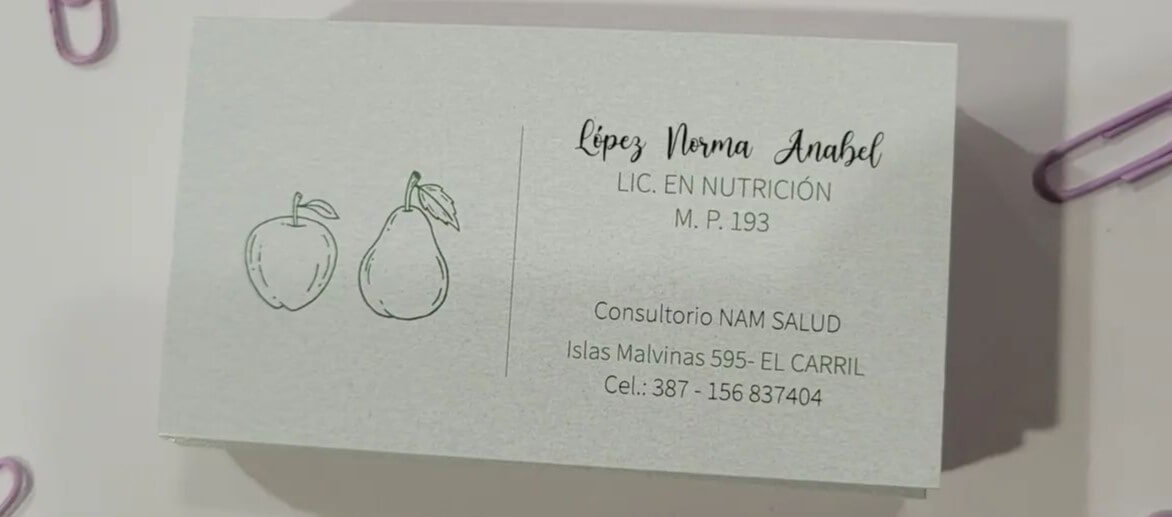 López Norma Anabel
LIC. EN NUTRICIÓN
M. P. 193
Consultorio NAM SALUD
Islas Malvinas 595- EL CARRIL
Cel.: 387 - 156 837404